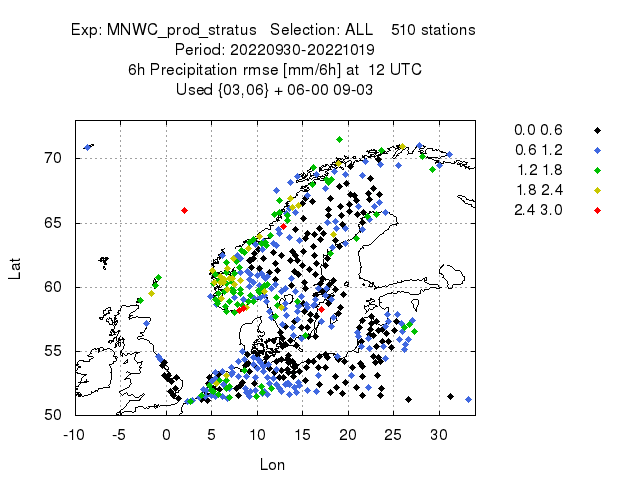 Exp: MNWC_prod_stratus Selection: ALL 510 stations
Period: 20220930-20221019
6h Precipitation rmse [mm/6h] at 12 UTC
Used {03,06} + 06-00 09-03
0.0 0.6
0.6 1.2
1.2 1.8
1.8 2.4
2.4 3.0
70
65
60
55
50
Lat
-10 -5 0 5 10 15 20 25 30
Lon